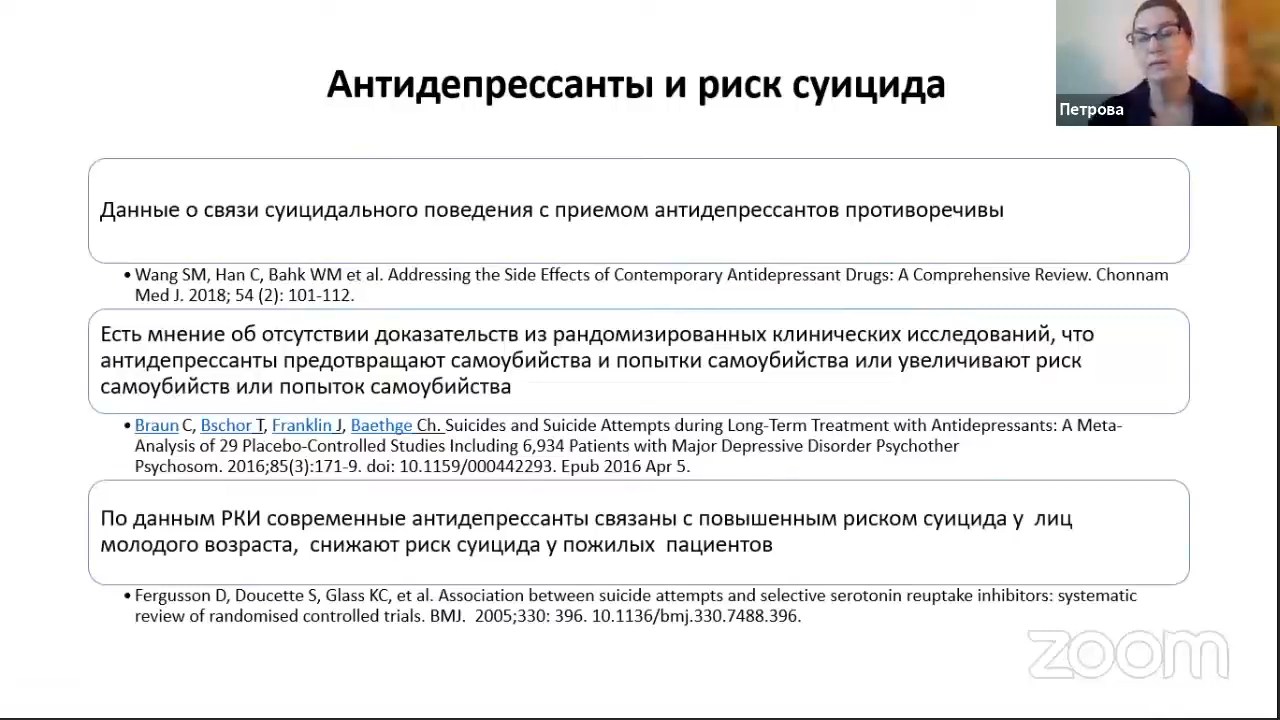 Антидепрессанты и риск суицида
Петрова
Данные о связи суицидального поведения с приемом антидепрессантов противоречивы
• Wang SM, Han C, Bahk WM et al. Addressing the Side Effects of Contemporary Antidepressant Drugs: A Comprehensive Review. Chonnam
Med J. 2018; 54 (2): 101-112.
Есть мнение об отсутствии доказательств из рандомизированных клинических исследований, что
антидепрессанты предотвращают самоубийства и попытки самоубийства или увеличивают риск
самоубийств или попыток самоубийства
• Braun C, Bschor T, Franklin J, Baethge Ch. Suicides and Suicide Attempts during Long-Term Treatment with Antidepressants: A Meta-
Analysis of 29 Placebo-Controlled Studies Including 6,934 Patients with Major Depressive Disorder Psychother
Psychosom. 2016;85(3):171-9. doi: 10.1159/000442293. Epub 2016 Apr 5.
По данным РКИ современные антидепрессанты связаны с повышенным риском суицида у лиц
молодого возраста, снижают риск суицида у пожилых пациентов
• Fergusson D, Doucette S, Glass KC, et al. Association between suicide attempts and selective serotonin reuptake inhibitors: systematic
review of randomised controlled trials. BMJ. 2005;330: 396. 10.1136/bmj.330.7488.396.
zoom